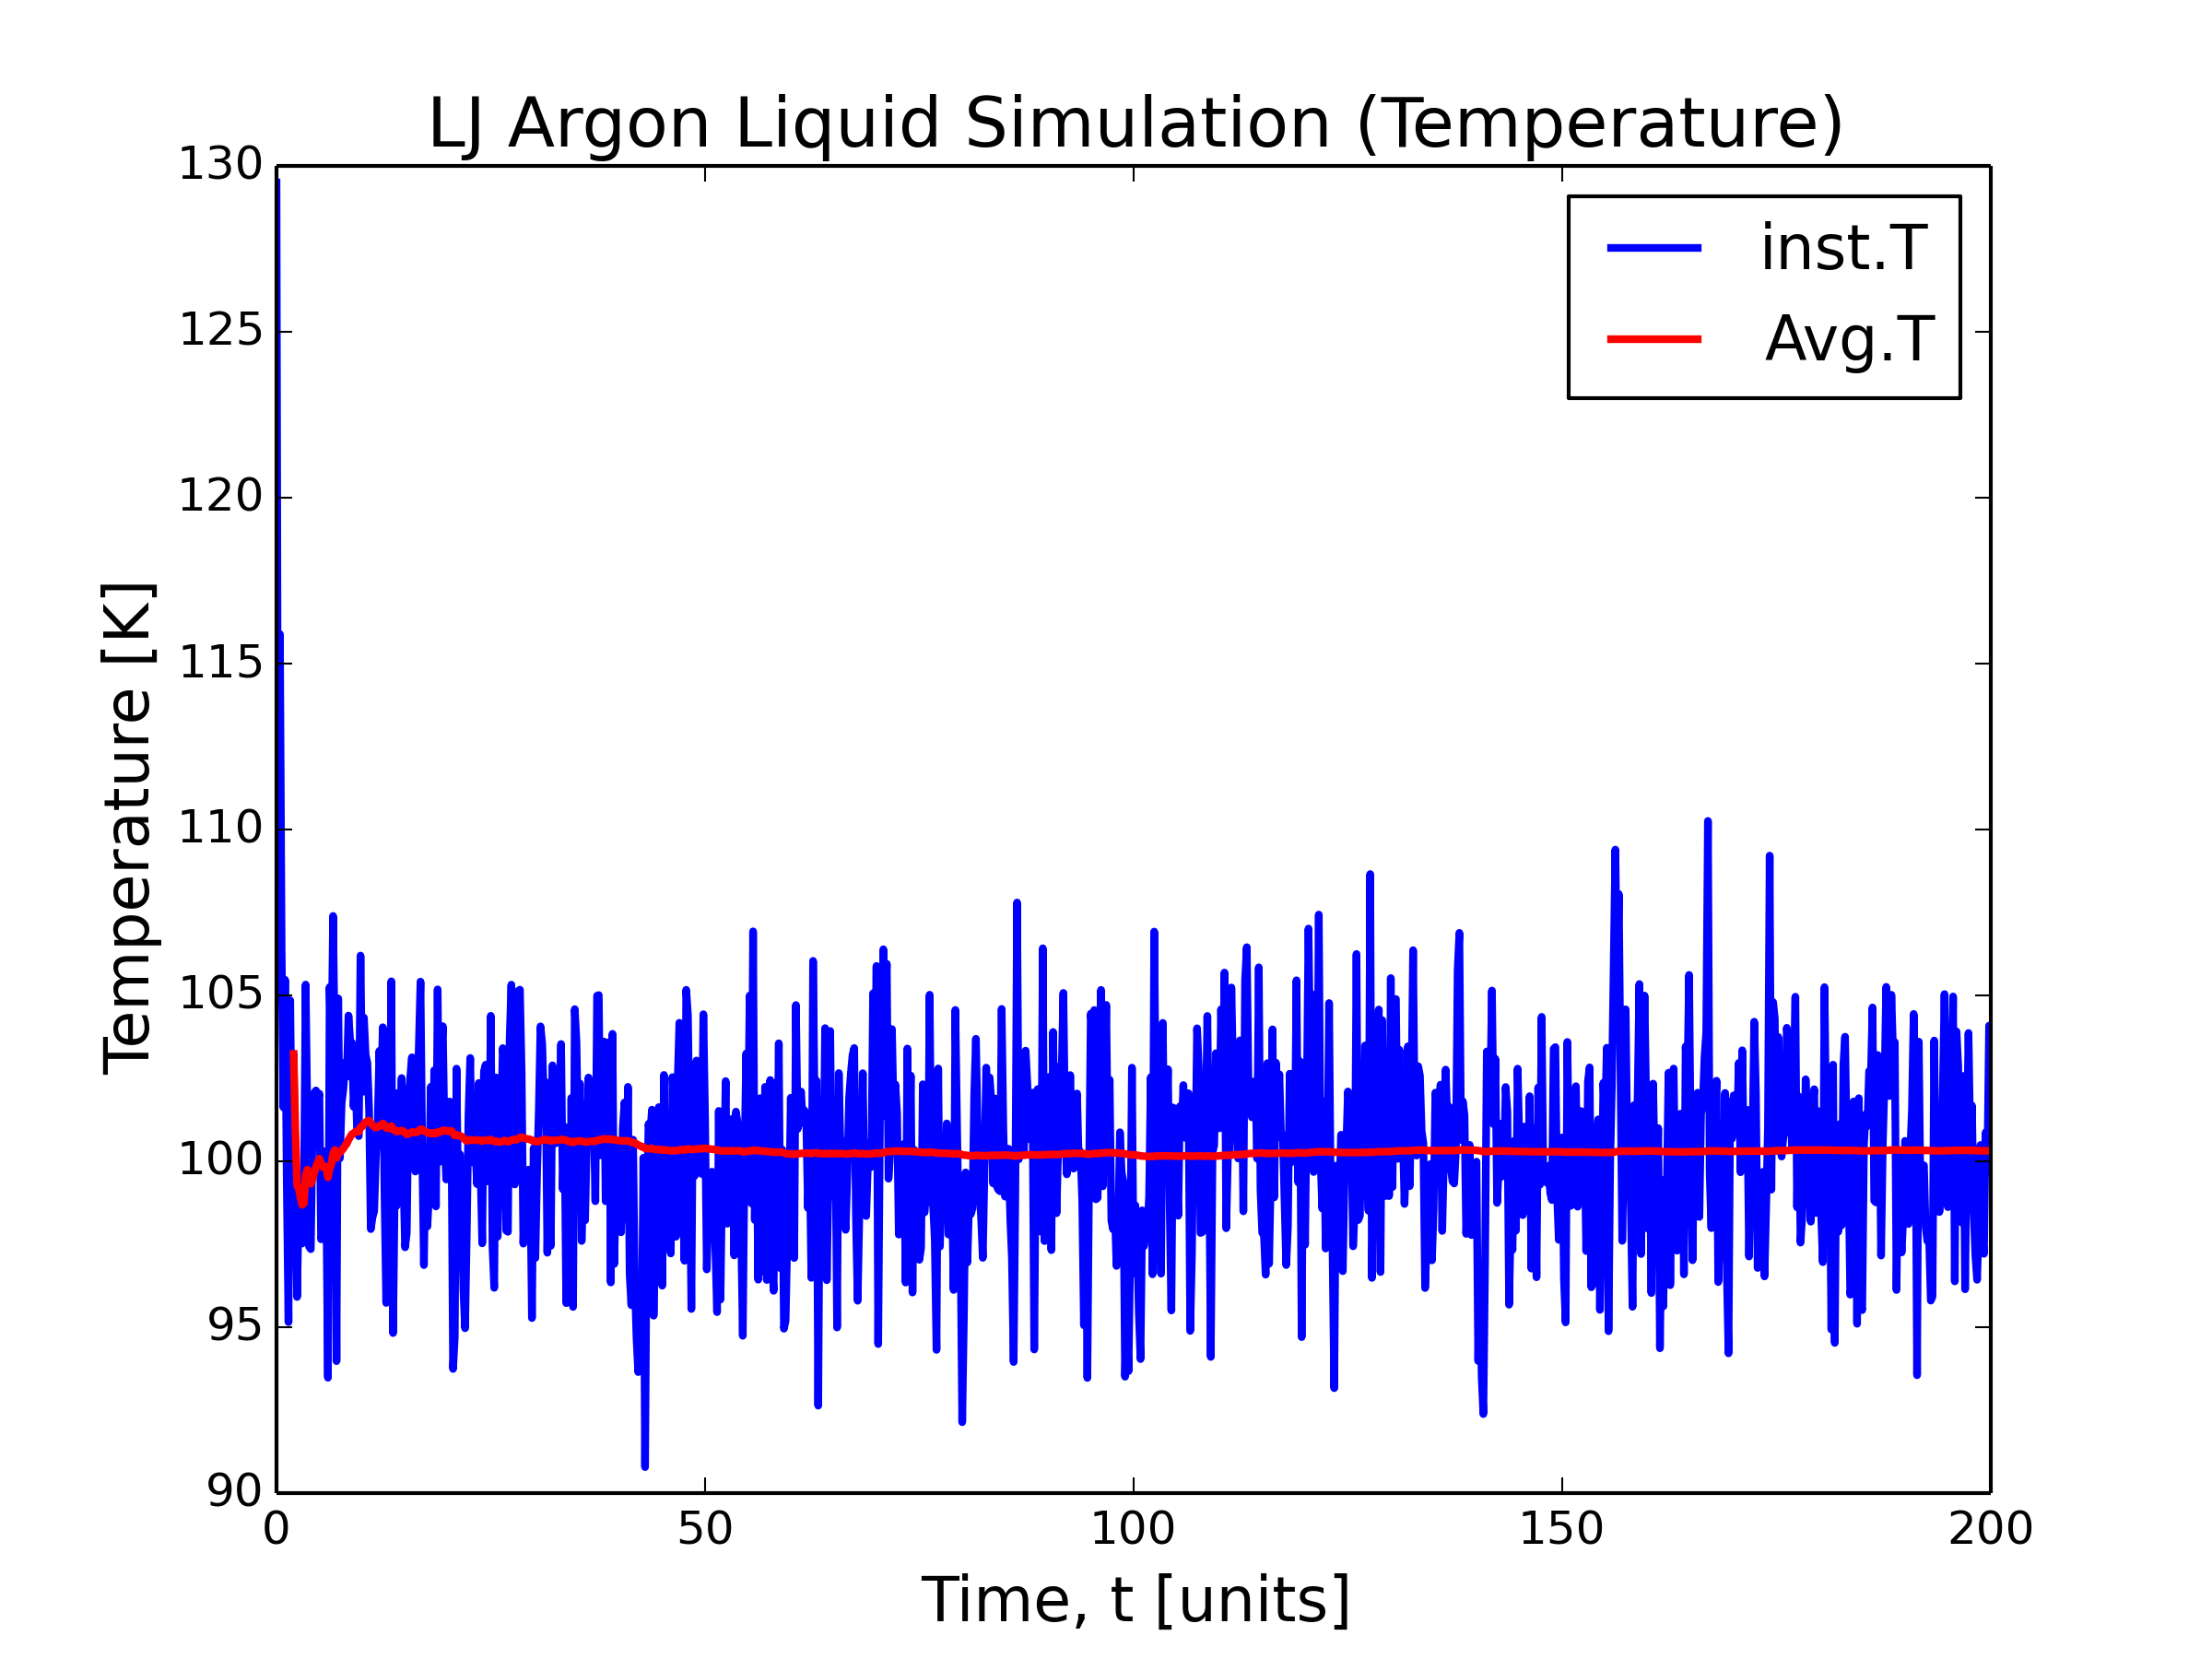 LJ Argon Liquid Simulation (Temperature)
130
125
120
115
110
105
100
95
90
Temperature [K]
inst.T
Avg.T
0 50 100 150 200
Time, t [units]